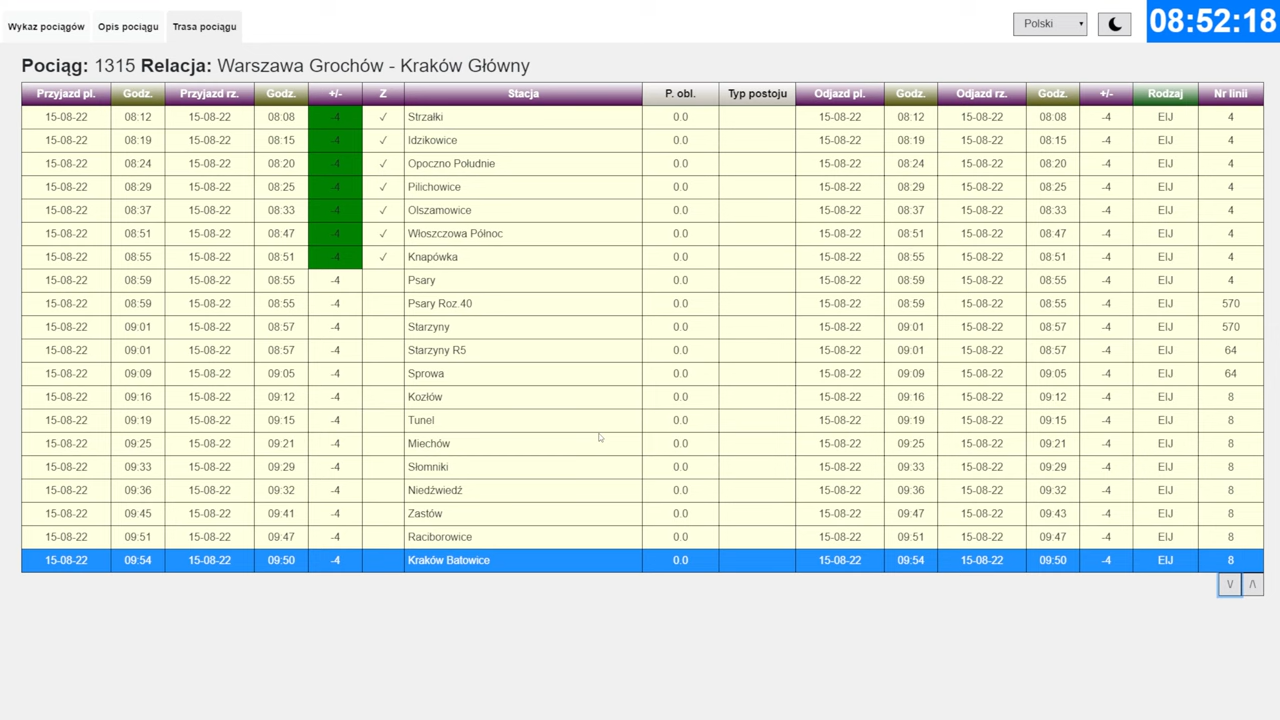 Wykaz pociągów Opis pociągu Trasa pociągu Polski 08:52:18
Pociąg: 1315 Relacja: Warszawa Grochów - Kraków Główny
Przyjazd pl. Godz. Przyjazd rz. Godz. +/- Z Stacja P. obl. Typ postoju Odjazd pl. Godz. Odjazd rz. Godz. +/- Rodzaj Nr linii
15-08-22 08:12 15-08-22 08:08 -4 ✓ Strzałki 0.0 15-08-22 08:12 15-08-22 08:08 -4 EIJ 4
15-08-22 08:19 15-08-22 08:15 -4 ✓ Idzikowice 0.0 15-08-22 08:19 15-08-22 08:15 -4 EIJ 4
15-08-22 08:24 15-08-22 08:20 -4 ✓ Opoczno Południe 0.0 15-08-22 08:24 15-08-22 08:20 -4 EIJ 4
15-08-22 08:29 15-08-22 08:25 -4 ✓ Pilichowice 0.0 15-08-22 08:29 15-08-22 08:25 -4 EIJ 4
15-08-22 08:37 15-08-22 08:33 -4 ✓ Olszamowice 0.0 15-08-22 08:37 15-08-22 08:33 -4 EIJ 4
15-08-22 08:51 15-08-22 08:47 -4 ✓ Włoszczowa Północ 0.0 15-08-22 08:51 15-08-22 08:47 -4 EIJ 4
15-08-22 08:55 15-08-22 08:51 -4 ✓ Knapówka 0.0 15-08-22 08:55 15-08-22 08:51 -4 EIJ 4
15-08-22 08:59 15-08-22 08:55 -4 Psary 0.0 15-08-22 08:59 15-08-22 08:55 -4 EIJ 4
15-08-22 08:59 15-08-22 08:55 -4 Psary Roz.40 0.0 15-08-22 08:59 15-08-22 08:55 -4 EIJ 570
15-08-22 09:01 15-08-22 08:57 -4 Starzyny 0.0 15-08-22 09:01 15-08-22 08:57 -4 EIJ 570
15-08-22 09:01 15-08-22 08:57 -4 Starzyny R5 0.0 15-08-22 09:01 15-08-22 08:57 -4 EIJ 64
15-08-22 09:09 15-08-22 09:05 -4 Sprowa 0.0 15-08-22 09:09 15-08-22 09:05 -4 EIJ 64
15-08-22 09:16 15-08-22 09:12 -4 Kozłów 0.0 15-08-22 09:16 15-08-22 09:12 -4 EIJ 8
15-08-22 09:19 15-08-22 09:15 -4 Tunel 0.0 15-08-22 09:19 15-08-22 09:15 -4 EIJ 8
15-08-22 09:25 15-08-22 09:21 -4 Miechów 0.0 15-08-22 09:25 15-08-22 09:21 -4 EIJ 8
15-08-22 09:33 15-08-22 09:29 -4 Słomniki 0.0 15-08-22 09:33 15-08-22 09:29 -4 EIJ 8
15-08-22 09:36 15-08-22 09:32 -4 Niedźwiedź 0.0 15-08-22 09:36 15-08-22 09:32 -4 EIJ 8
15-08-22 09:45 15-08-22 09:41 -4 Zastów 0.0 15-08-22 09:47 15-08-22 09:43 -4 EIJ 8
15-08-22 09:51 15-08-22 09:47 -4 Raciborowice 0.0 15-08-22 09:51 15-08-22 09:47 -4 EIJ 8
15-08-22 09:54 15-08-22 09:50 -4 Kraków Batowice 0.0 15-08-22 09:54 15-08-22 09:50 -4 EIJ 8
\/ /\